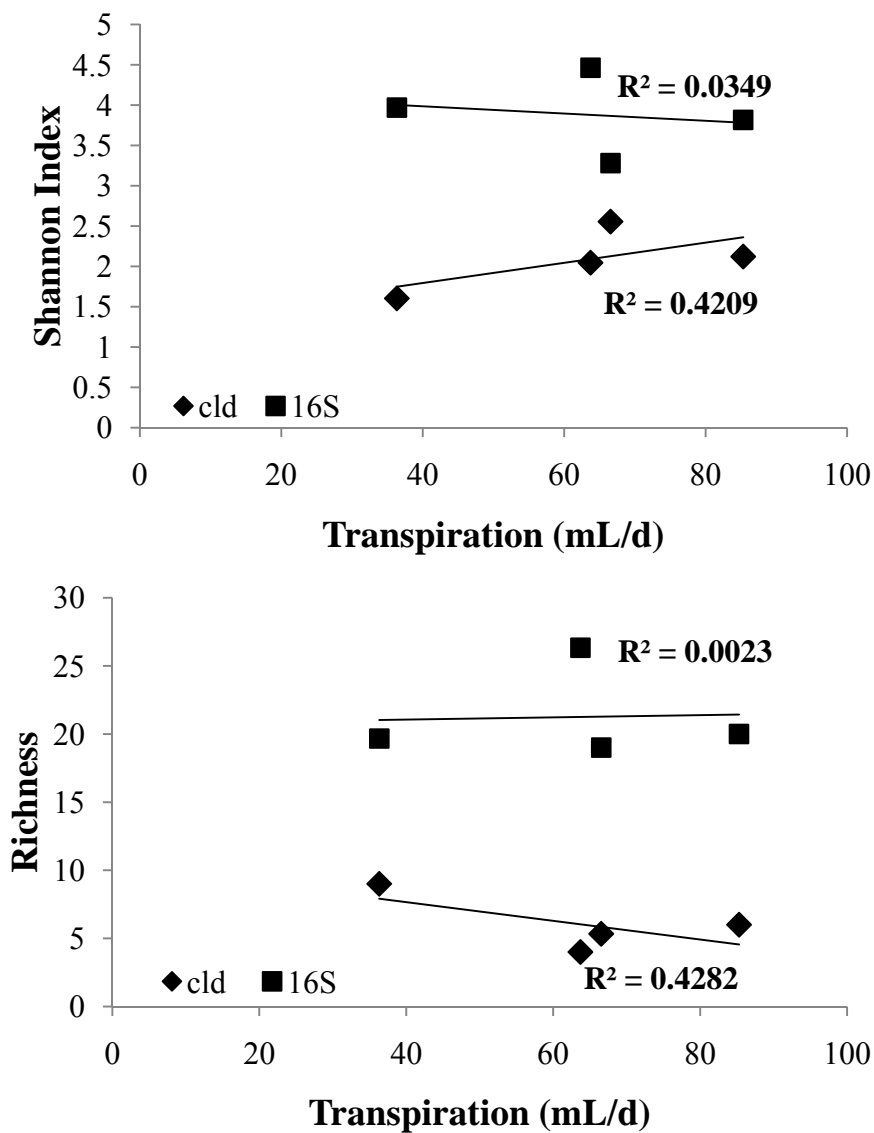 5
4.5
4
3.5
3
2.5
2
1.5
1
0.5
0
Shannon Index
R² = 0.0349
R² = 0.4209
cld 16S
0 20 40 60 80 100
Transpiration (mL/d)
30
25
20
15
10
5
0
Richness
R² = 0.0023
R² = 0.4282
cld 16S
0 20 40 60 80 100
Transpiration (mL/d)